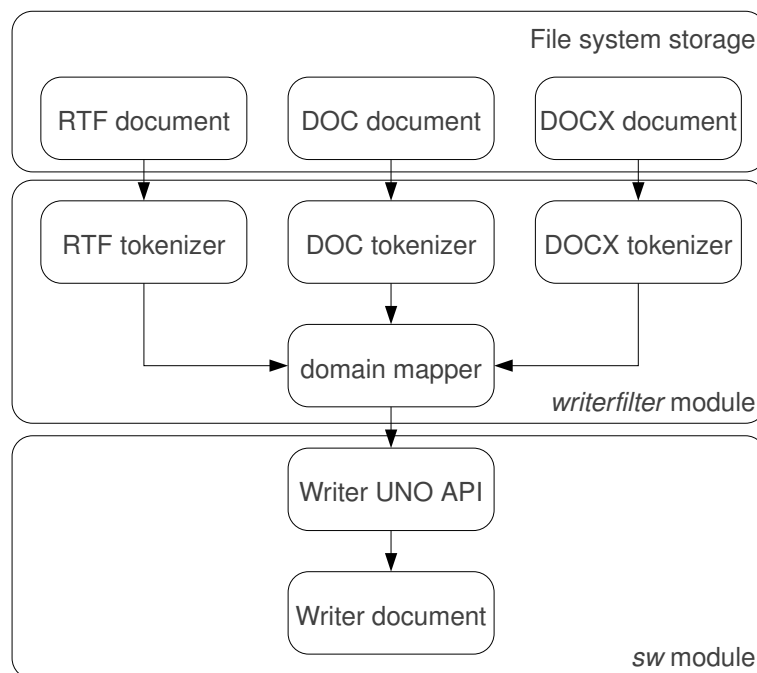 File system storage
RTF document
DOC document
DOCX document
RTF tokenizer
DOC tokenizer
DOCX tokenizer
domain mapper
writerfilter module
Writer UNO API
Writer document
sw module